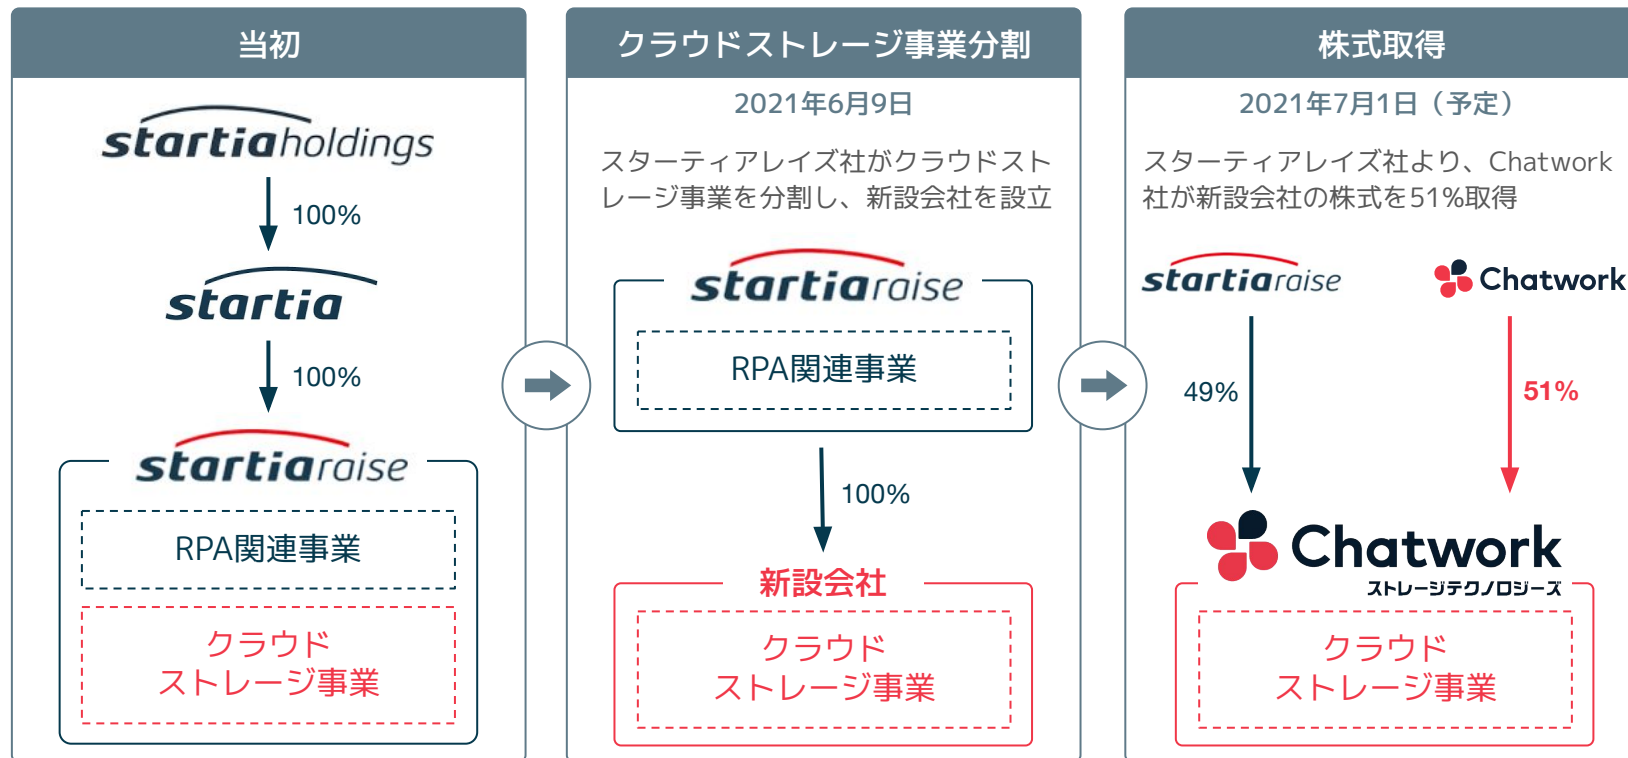 当初
startiaholdings
100%
startia
100%
startiaraise
RPA関連事業
クラウド
ストレージ事業
クラウドストレージ事業分割
2021年6月9日
スターティアレイズ社がクラウドスト
レージ事業を分割し、新設会社を設立
startiaraise
RPA関連事業
100%
新設会社
クラウド
ストレージ事業
株式取得
2021年7月1日（予定）
スターティアレイズ社より、Chatwork
社が新設会社の株式を51%取得
startiaraise
Chatwork
49%
51%
Chatwork
ストレージテクノロジーズ
クラウド
ストレージ事業